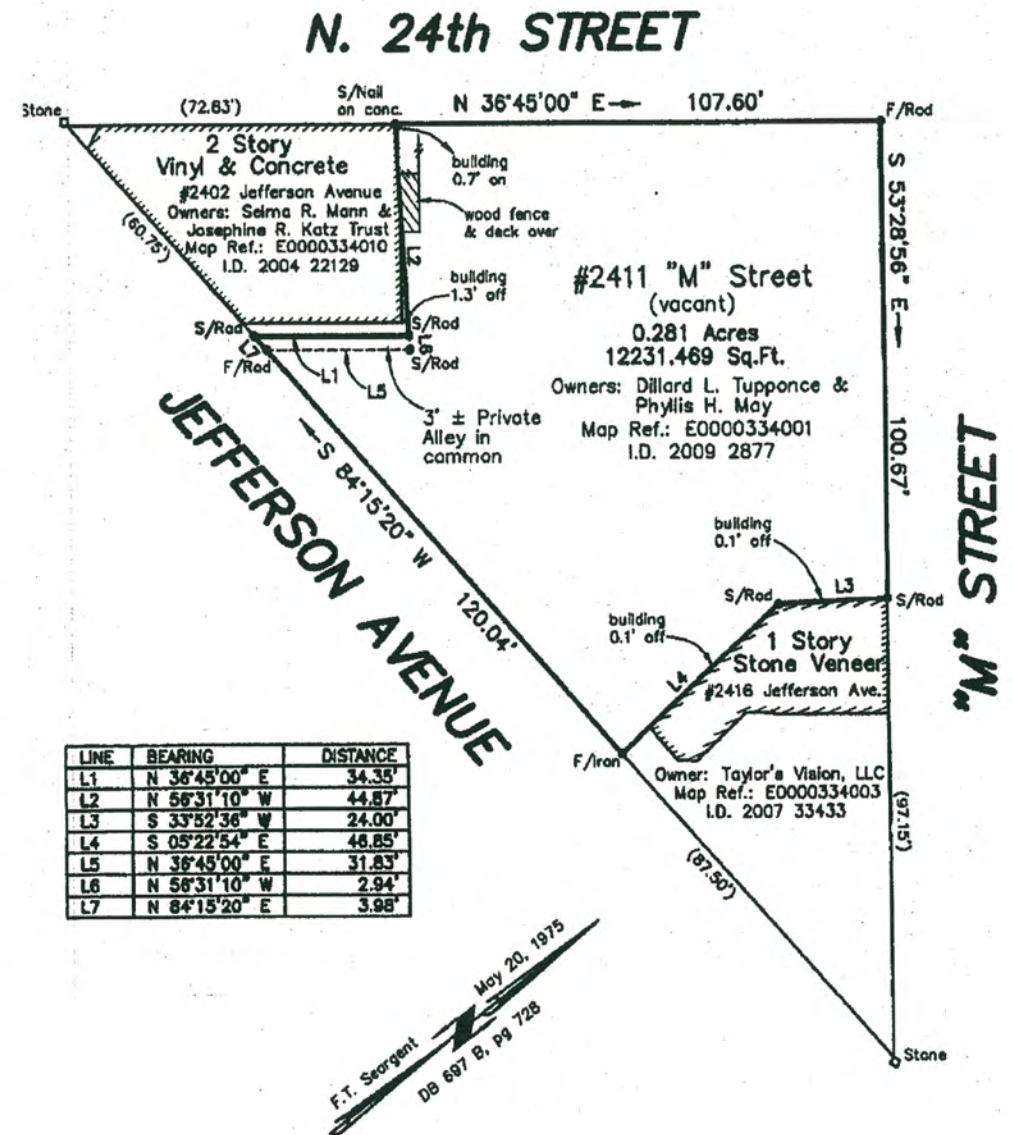 N. 24th STREET
Stone
(72.83')
S/Nail
on conc.
N 36°45'00" E
107.60'
F/Rod
2 Story
Vinyl & Concrete
#2402 Jefferson Avenue
Owners: Selma R. Mann &
Josephine R. Katz Trust
Map Ref.: E0000334010
I.D. 2004 22129
(60.75')
building
0.7' on
wood fence
& deck over
L2
building
1.3' off
S 53°28'56" E
100.67'
#2411 "M" Street
(vacant)
0.281 Acres
12231.469 Sq.Ft.
Owners: Dillard L. Tupponce &
Phyllis H. May
Map Ref.: E0000334001
I.D. 2009 2877
S/Rod
S/Rod
L7
L6
F/Rod
S/Rod
L1
L5
3' ± Private
Alley in
common
S 84°15'20" W
120.04'
JEFFERSON AVENUE
"M" STREET
building
0.1' off
S/Rod
L3
S/Rod
building
0.1' off
L4
1 Story
Stone Veneer
#2416 Jefferson Ave.
F/Iron
Owner: Taylor's Vision, LLC
Map Ref.: E0000334003
I.D. 2007 33433
(97.15')
(87.50')
Stone
LINE BEARING DISTANCE
L1 N 36°45'00" E 34.35'
L2 N 56°31'10" W 44.87'
L3 S 33°52'36" W 24.00'
L4 S 05°22'54" E 46.85'
L5 N 36°45'00" E 31.83'
L6 N 56°31'10" W 2.94'
L7 N 84°15'20" E 3.98'
F.T. Seargent
May 20, 1975
DB 697 B, pg 728